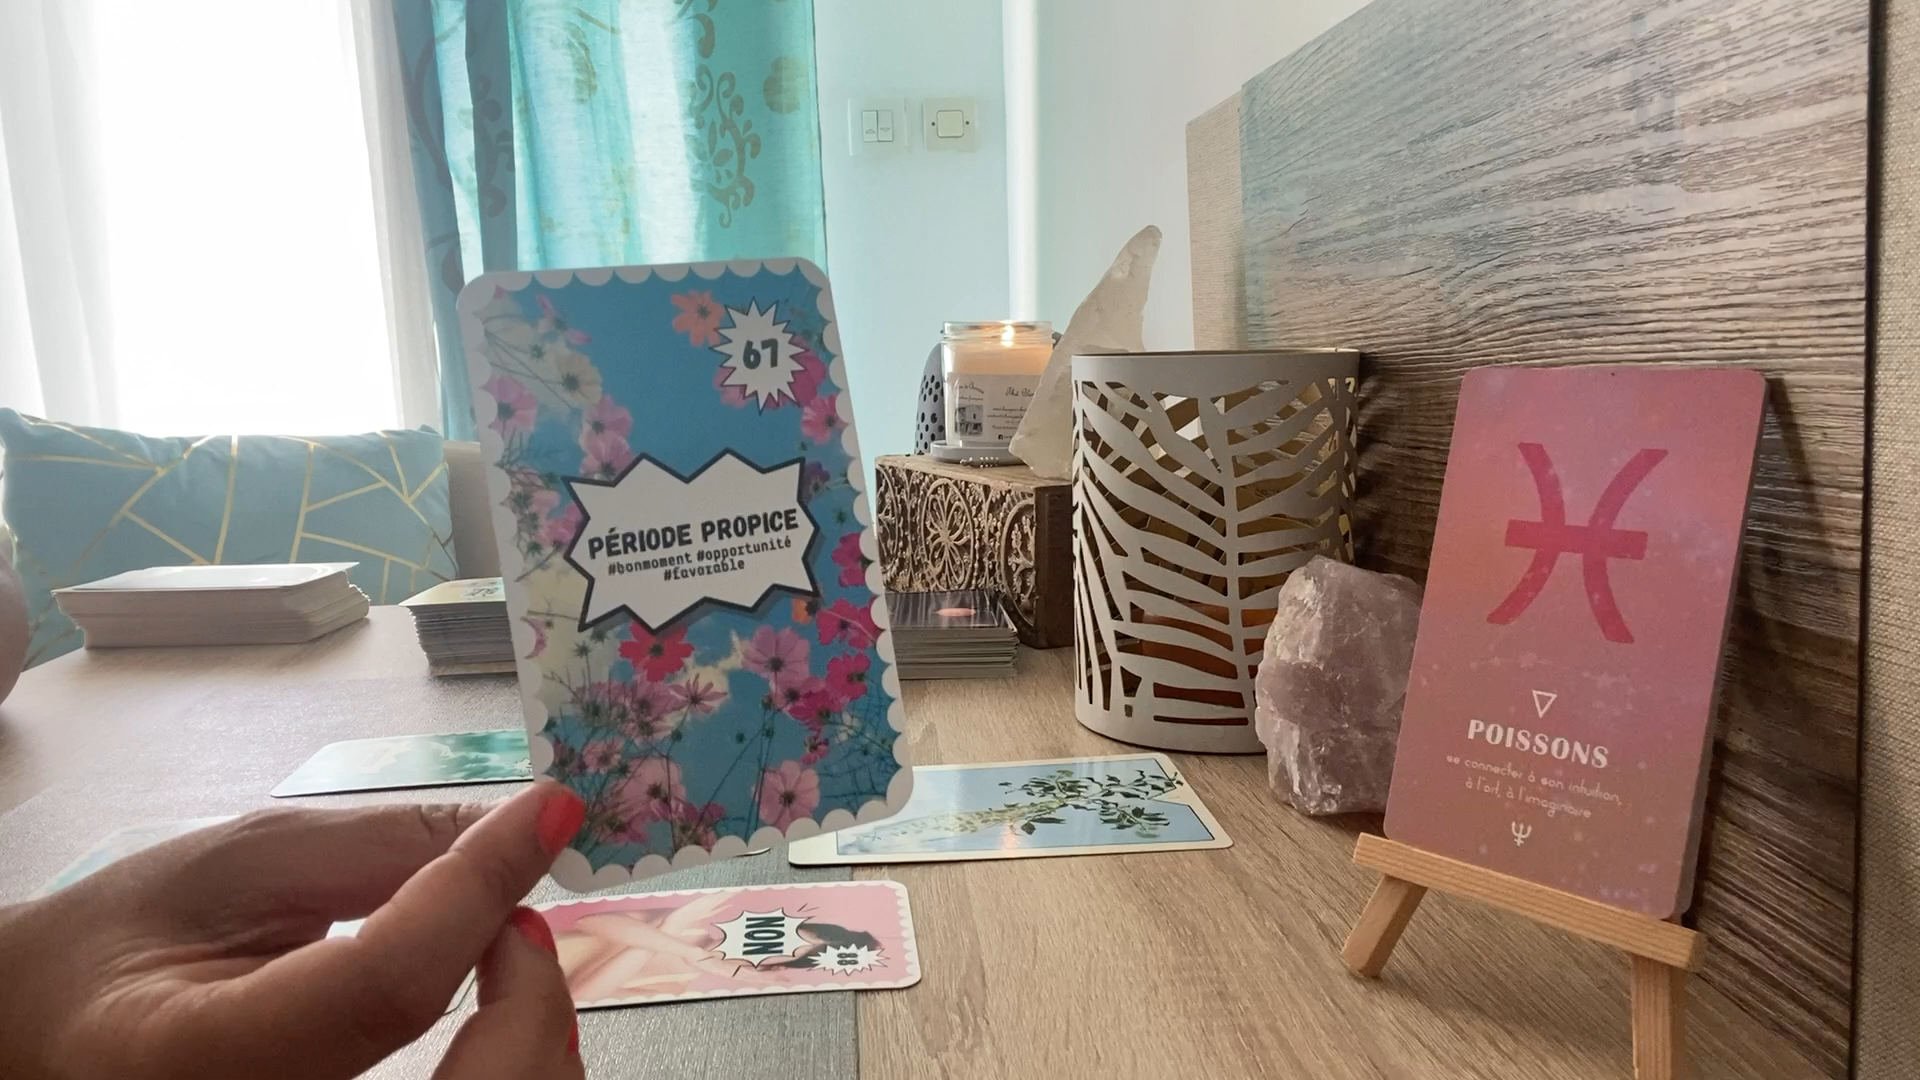 67
PÉRIODE PROPICE
#bonmoment #opportunité
#favorable
NON
88
POISSONS
se connecter à son intuition,
à l'art, à l'imaginaire